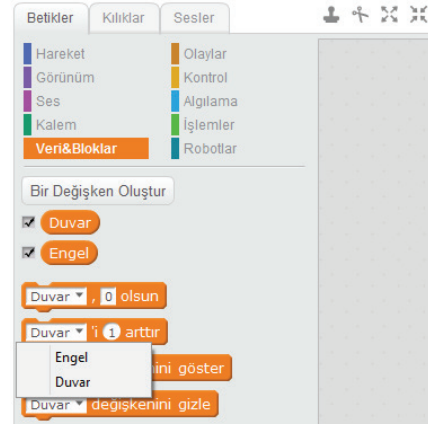 Betikler Kılıklar Sesler
Hareket Olaylar
Görünüm Kontrol
Ses Algılama
Kalem İşlemler
Veri&Bloklar Robotlar
Bir Değişken Oluştur
Duvar
Engel
Duvar , 0 olsun
Duvar 'i 1 arttır
Engel
ini göster
Duvar
Duvar değişkenini gizle